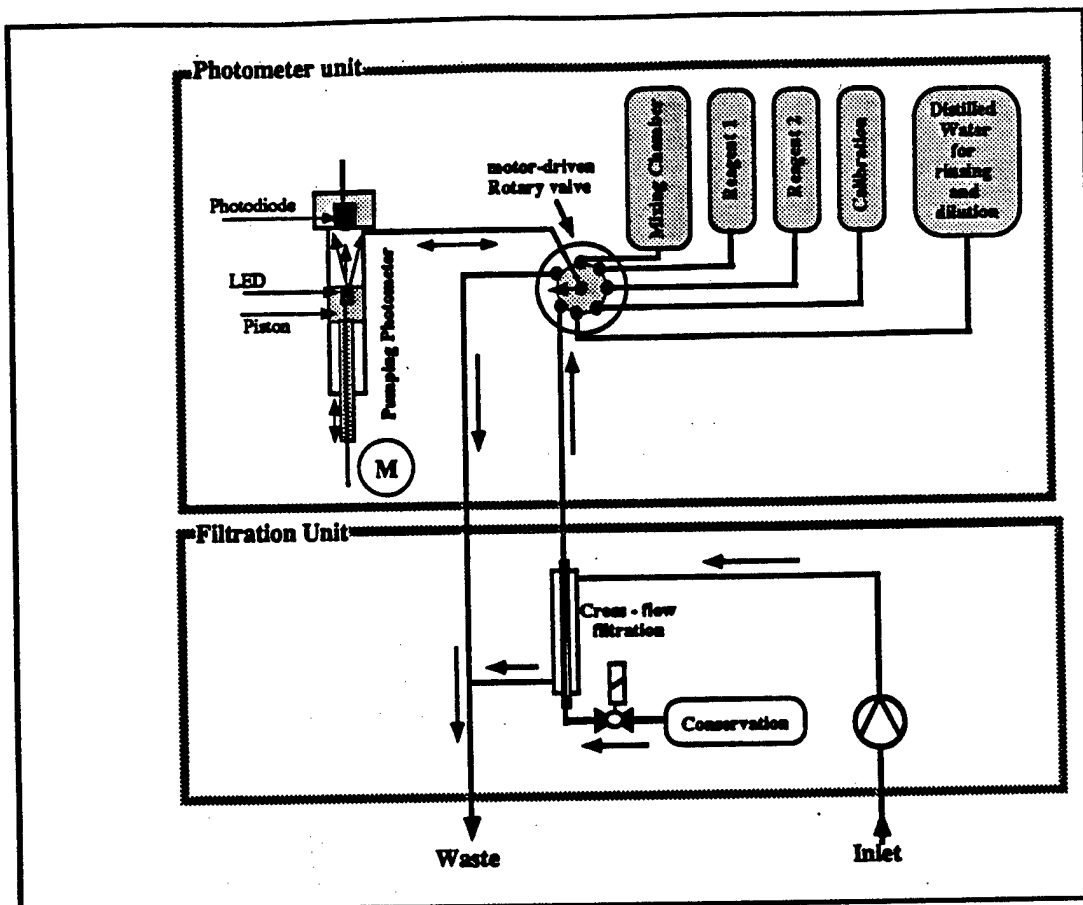 Photometer unit
Mixing Chamber
Reagent 1
Reagent 2
Calibration
Distilled
Water
for
rinsing
and
dilution
motor-driven
Rotary valve
Photodiode
LED
Piston
Pumping Photometer
M
Filtration Unit
Cross - flow
filtration
Conservation
Waste
Inlet